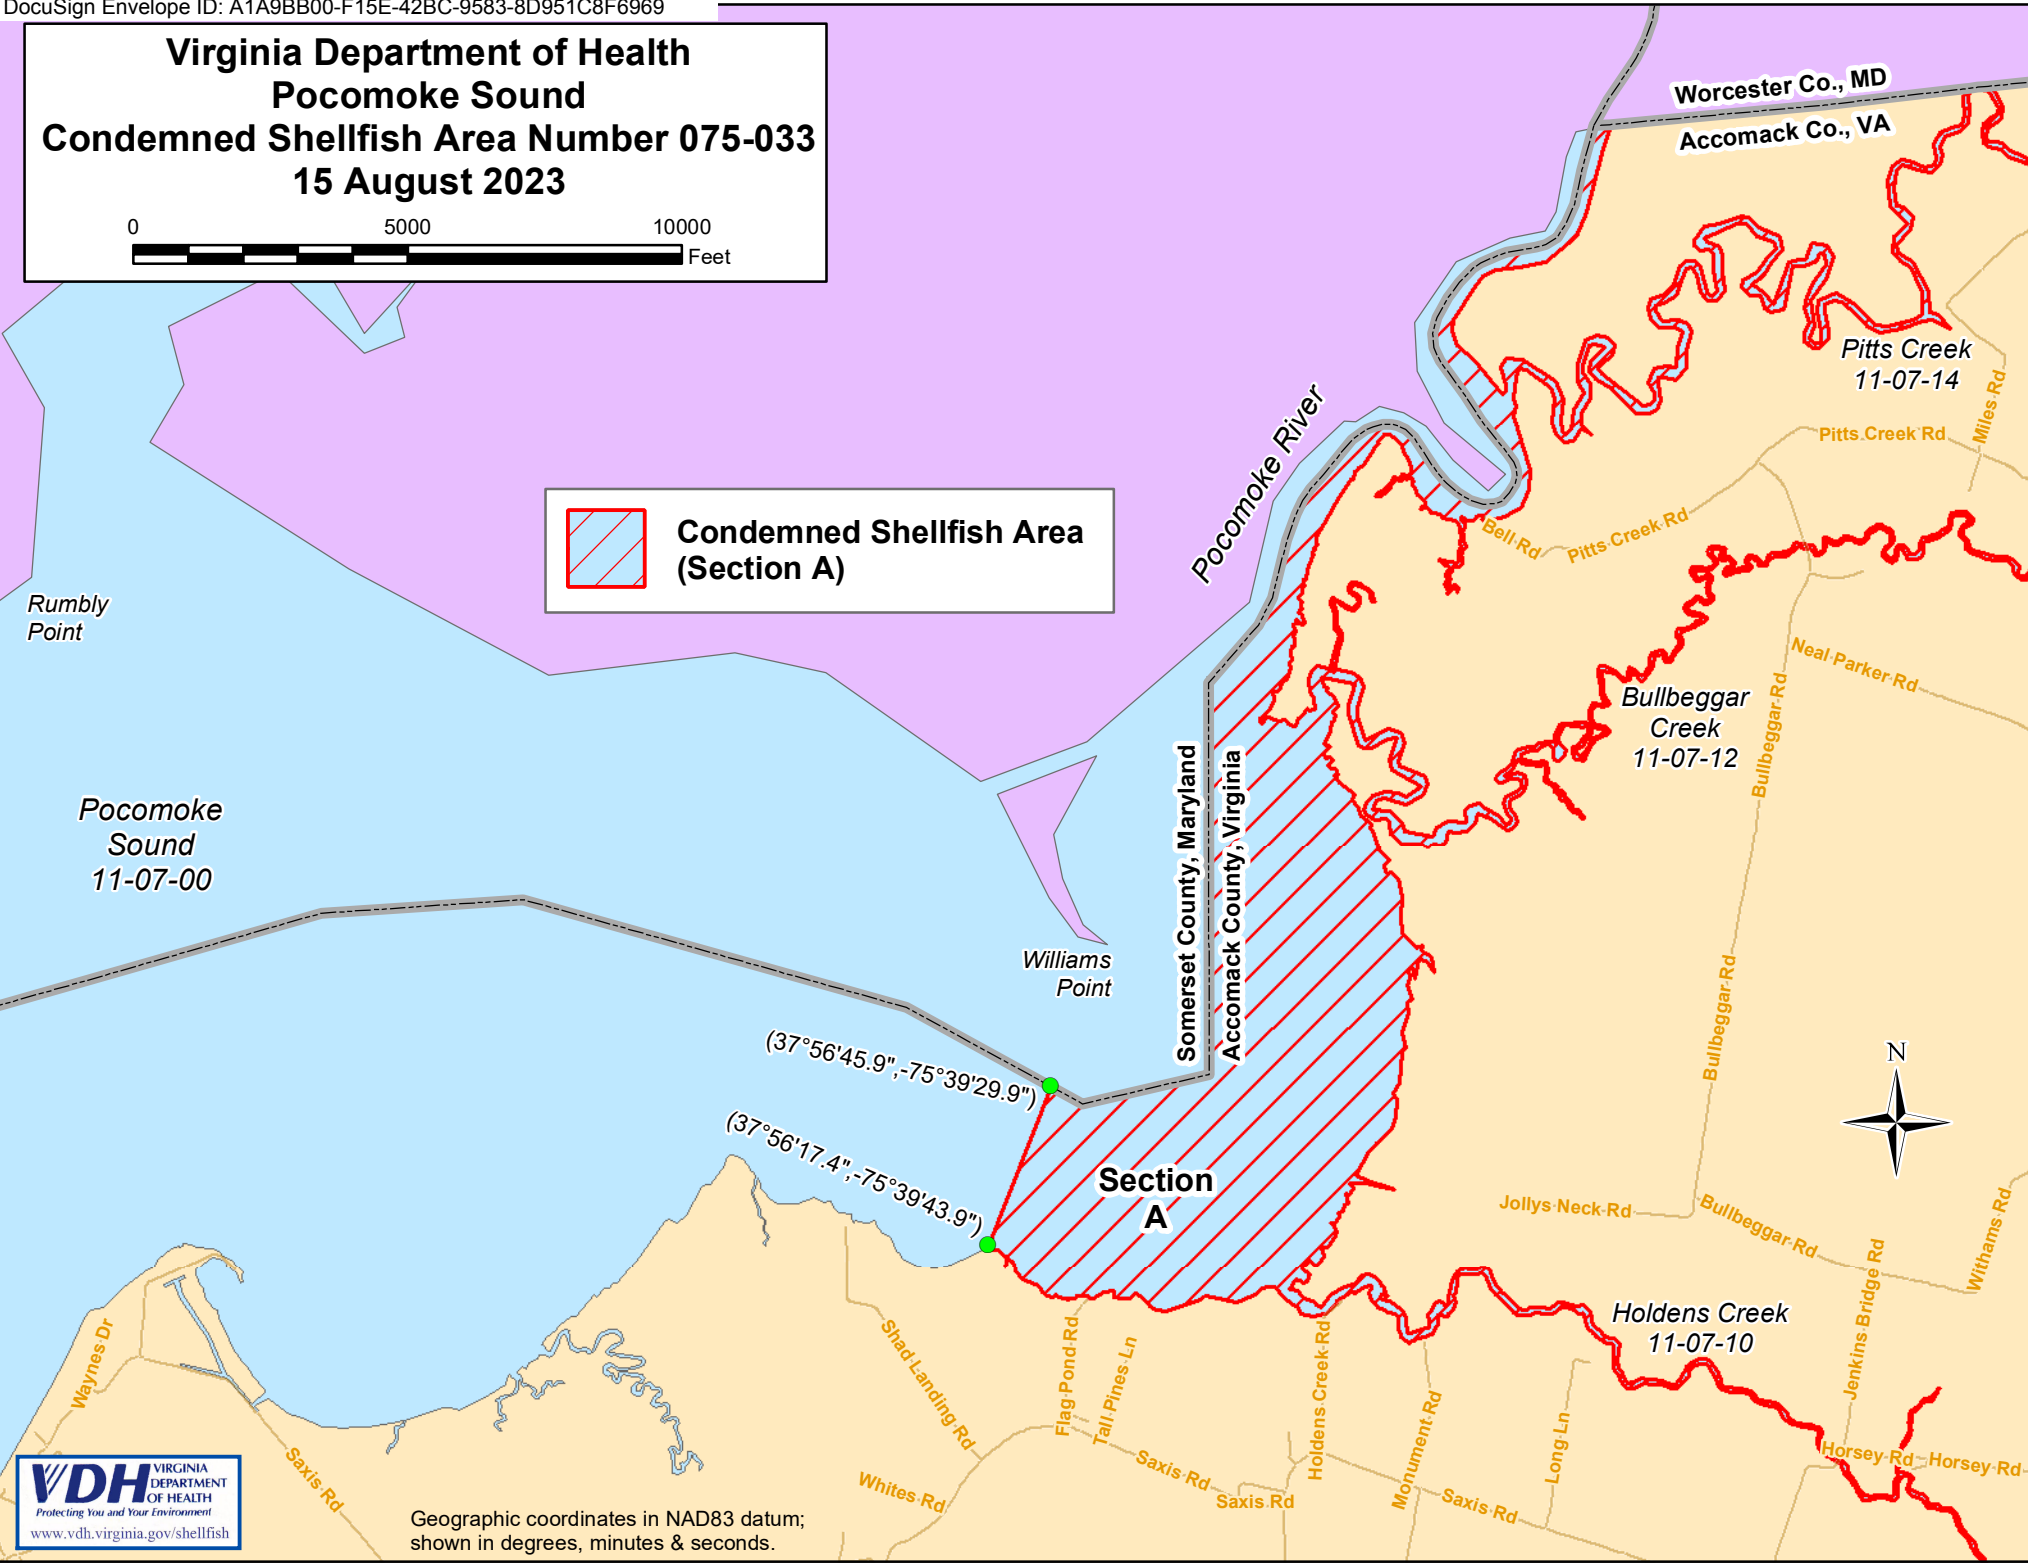 DocuSign Envelope ID: A1A9BB00-F15E-42BC-9583-8D951C8F6969
Virginia Department of Health
Pocomoke Sound
Condemned Shellfish Area Number 075-033
15 August 2023
0 5000 10000
Feet
Worcester Co., MD
Accomack Co., VA
Pitts Creek
11-07-14
Miles Rd
Pitts Creek Rd
Pocomoke River
Condemned Shellfish Area
(Section A)
Bell Rd
Pitts Creek Rd
Rumbly
Point
Neal Parker Rd
Bullbeggar
Creek
11-07-12
Bullbeggar Rd
Pocomoke
Sound
11-07-00
Somerset County, Maryland
Accomack County, Virginia
Williams
Point
Bullbeggar Rd
(37°56'45.9",-75°39'29.9")
(37°56'17.4",-75°39'43.9")
N
Section
A
Jollys Neck Rd
Bullbeggar Rd
Withams Rd
Jenkins Bridge Rd
Holdens Creek
11-07-10
Waynes Dr
Shad Landing Rd
Flag Pond Rd
Tall Pines Ln
Holdens Creek Rd
Monument Rd
Long Ln
Horsey Rd
Horsey Rd
Saxis Rd
Whites Rd
Saxis Rd
Saxis Rd
Saxis Rd
VDH VIRGINIA
DEPARTMENT
OF HEALTH
Protecting You and Your Environment
www.vdh.virginia.gov/shellfish
Geographic coordinates in NAD83 datum;
shown in degrees, minutes & seconds.